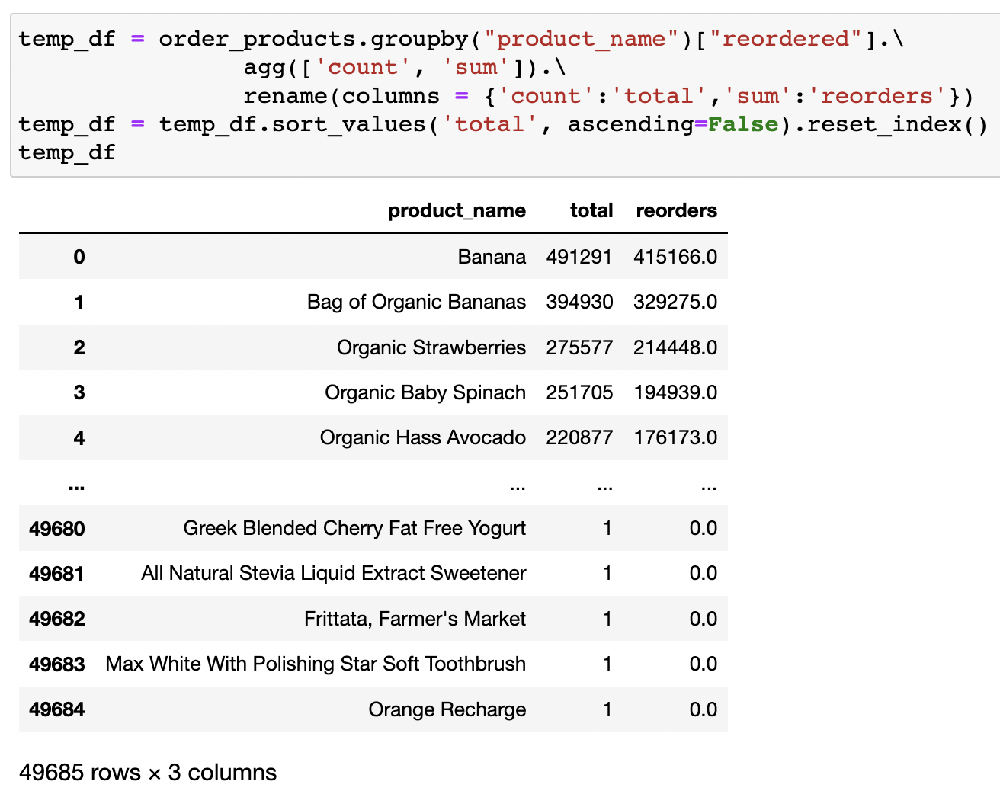 temp_df = order_products.groupby("product_name")["reordered"].\
agg(['count', 'sum']).\
rename(columns = {'count':'total','sum':'reorders'})
temp_df = temp_df.sort_values('total', ascending=False).reset_index()
temp_df
product_name total reorders
0 Banana 491291 415166.0
1 Bag of Organic Bananas 394930 329275.0
2 Organic Strawberries 275577 214448.0
3 Organic Baby Spinach 251705 194939.0
4 Organic Hass Avocado 220877 176173.0
... ... ... ...
49680 Greek Blended Cherry Fat Free Yogurt 1 0.0
49681 All Natural Stevia Liquid Extract Sweetener 1 0.0
49682 Frittata, Farmer's Market 1 0.0
49683 Max White With Polishing Star Soft Toothbrush 1 0.0
49684 Orange Recharge 1 0.0
49685 rows × 3 columns